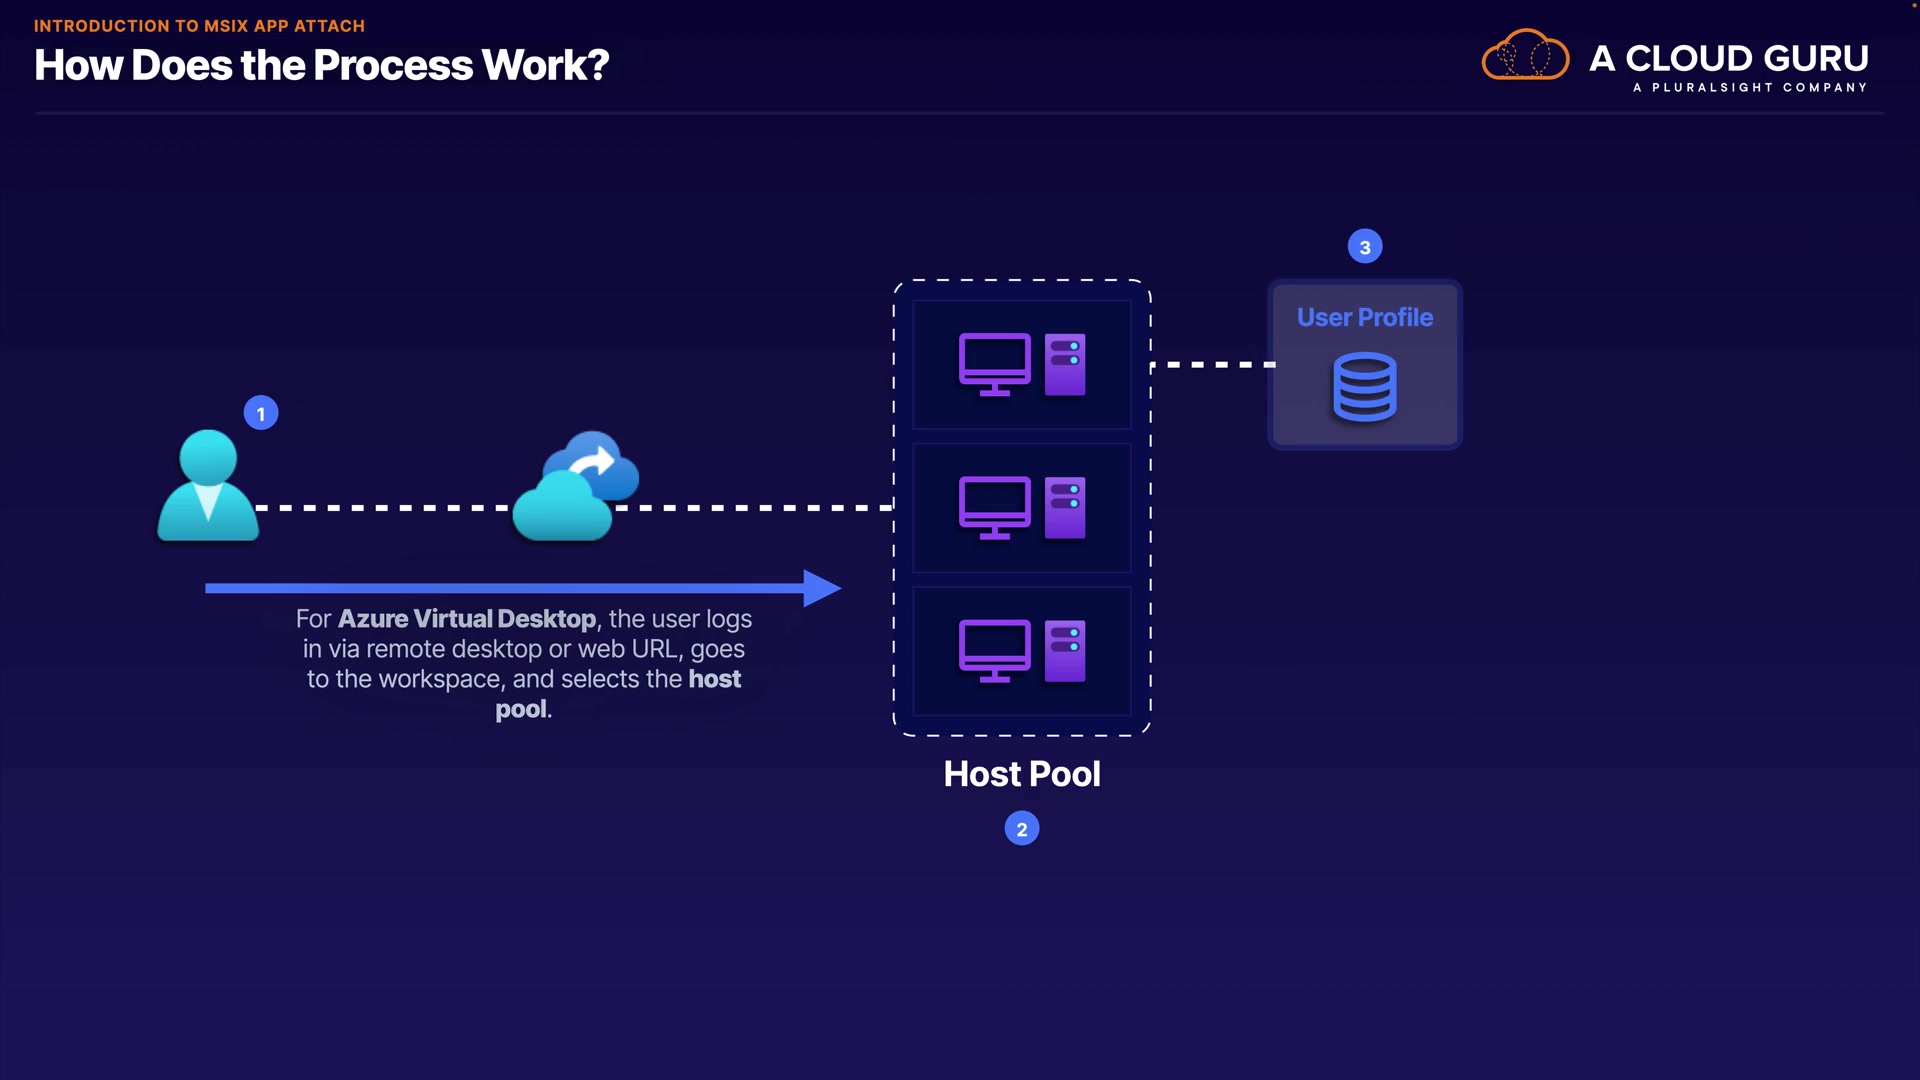 INTRODUCTION TO MSIX APP ATTACH
How Does the Process Work?
A CLOUD GURU
A PLURALSIGHT COMPANY
3
User Profile
1
For Azure Virtual Desktop, the user logs
in via remote desktop or web URL, goes
to the workspace, and selects the host
pool.
Host Pool
2